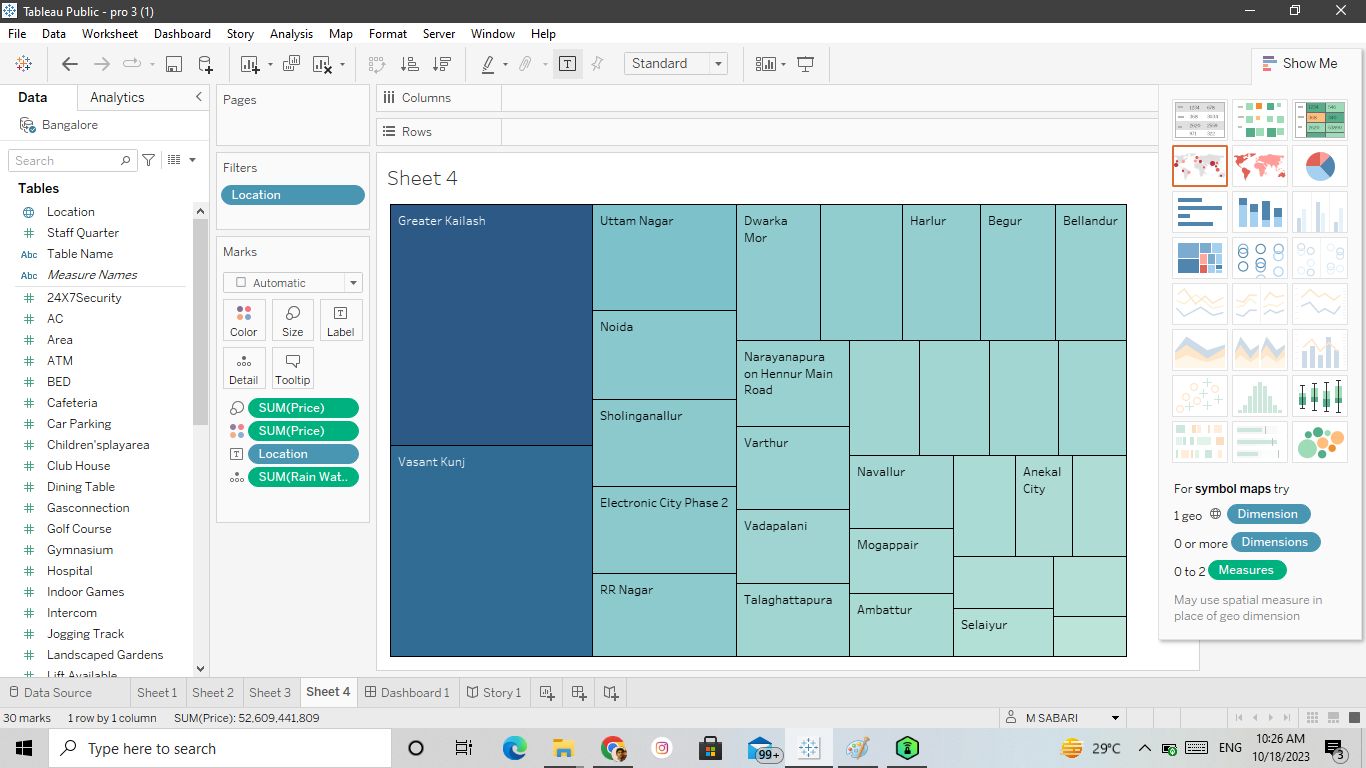 Tableau Public - pro 3 (1)
File Data Worksheet Dashboard Story Analysis Map Format Server Window Help
Standard
Show Me
Data Analytics
Bangalore
Search
Tables
Location
Staff Quarter
Abc Table Name
Abc Measure Names
24X7Security
AC
Area
ATM
BED
Cafeteria
Car Parking
Children'splayarea
Club House
Dining Table
Gasconnection
Golf Course
Gymnasium
Hospital
Indoor Games
Intercom
Jogging Track
Landscaped Gardens
Lift Available
Pages
Filters
Location
Marks
Automatic
Color Size Label
Detail Tooltip
SUM(Price)
SUM(Price)
Location
SUM(Rain Wat..
Columns
Rows
Sheet 4
Greater Kailash
Vasant Kunj
Uttam Nagar
Noida
Sholinganallur
Electronic City Phase 2
RR Nagar
Dwarka
Mor
Harlur
Begur
Bellandur
Narayanapura
on Hennur Main
Road
Varthur
Vadapalani
Talaghattapura
Navallur
Mogappair
Ambattur
Anekal
City
Selaiyur
For symbol maps try
1 geo Dimension
0 or more Dimensions
0 to 2 Measures
May use spatial measure in
place of geo dimension
Data Source Sheet 1 Sheet 2 Sheet 3 Sheet 4 Dashboard 1 Story 1
30 marks 1 row by 1 column SUM(Price): 52,609,441,809 M SABARI
Type here to search
99+
29°C
ENG
10:26 AM
10/18/2023
3